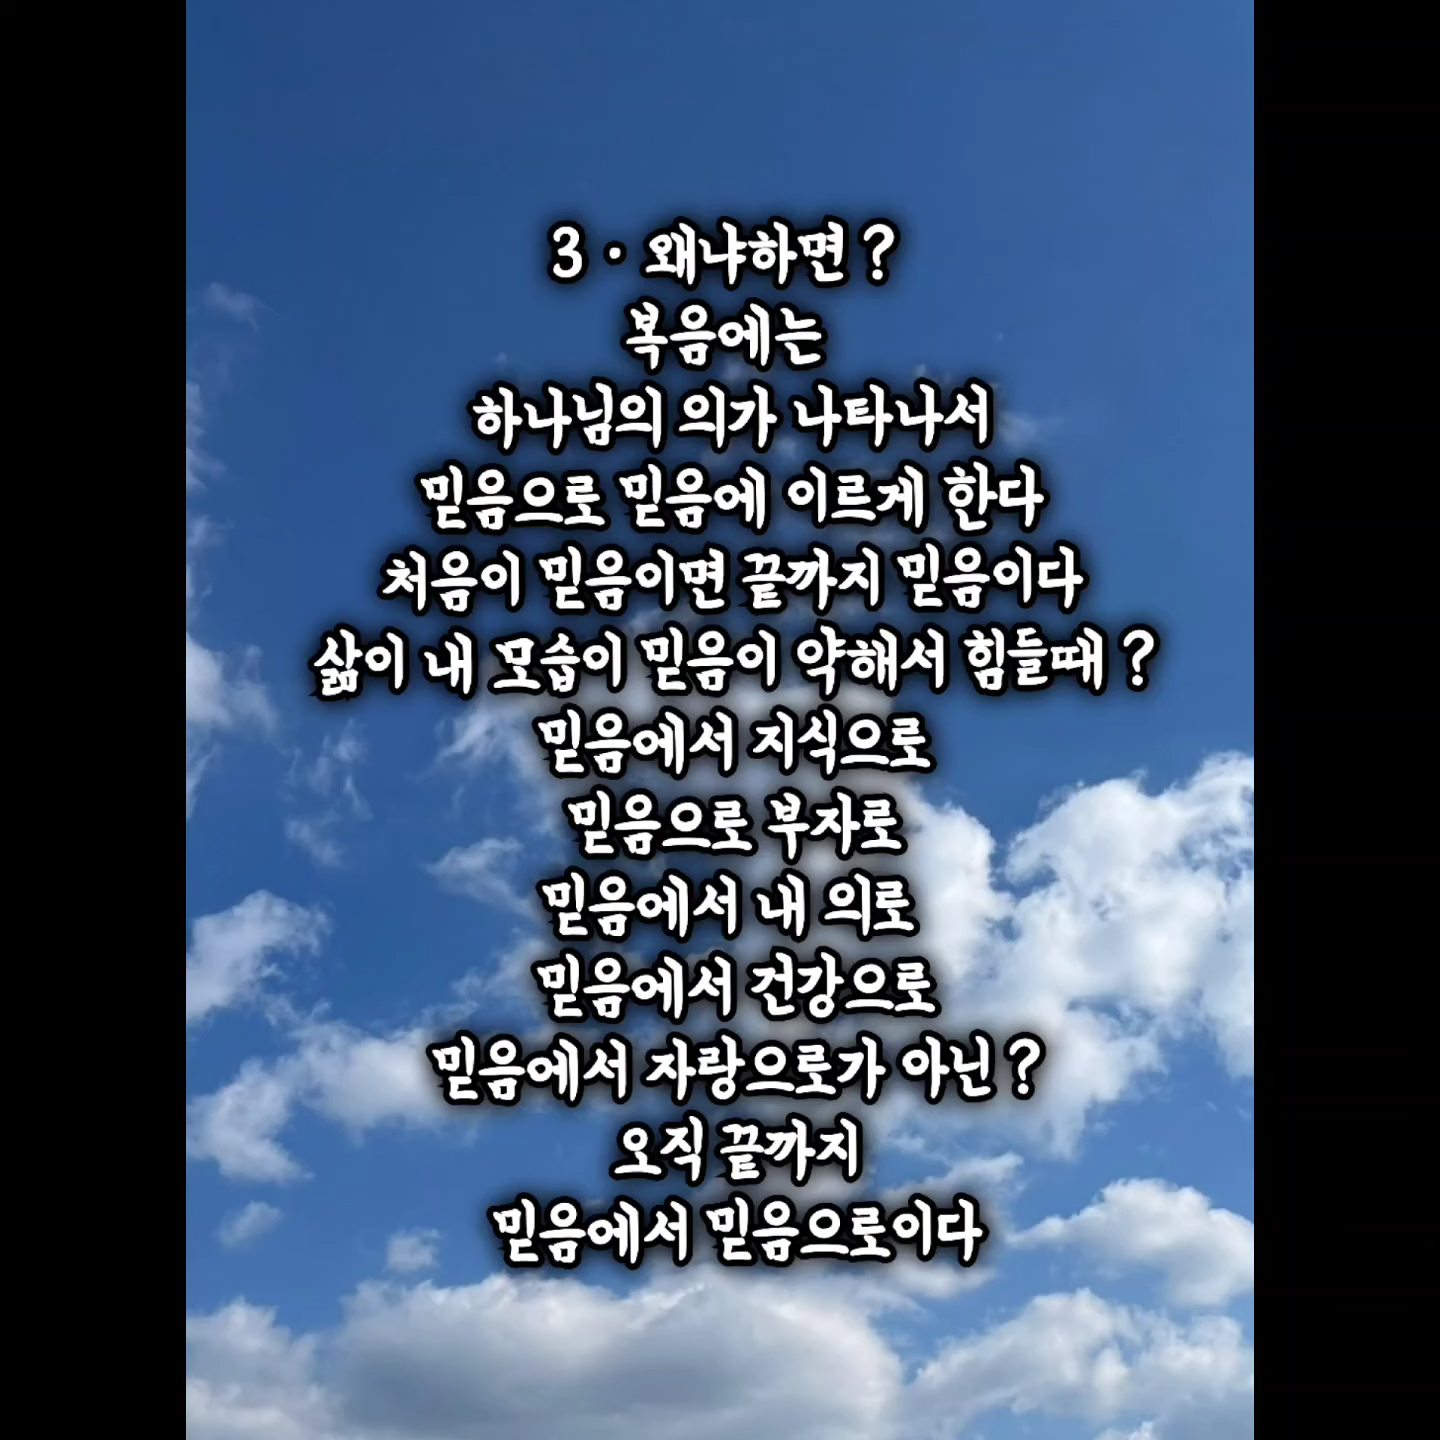 3 · 왜냐하면 ?
복음에는
하나님의 의가 나타나서
믿음으로 믿음에 이르게 한다
처음이 믿음이면 끝까지 믿음이다
삶이 내 모습이 믿음이 약해서 힘들때 ?
믿음에서 지식으로
믿음으로 부자로
믿음에서 내 의로
믿음에서 건강으로
믿음에서 자랑으로가 아닌 ?
오직 끝까지
믿음에서 믿음으로이다